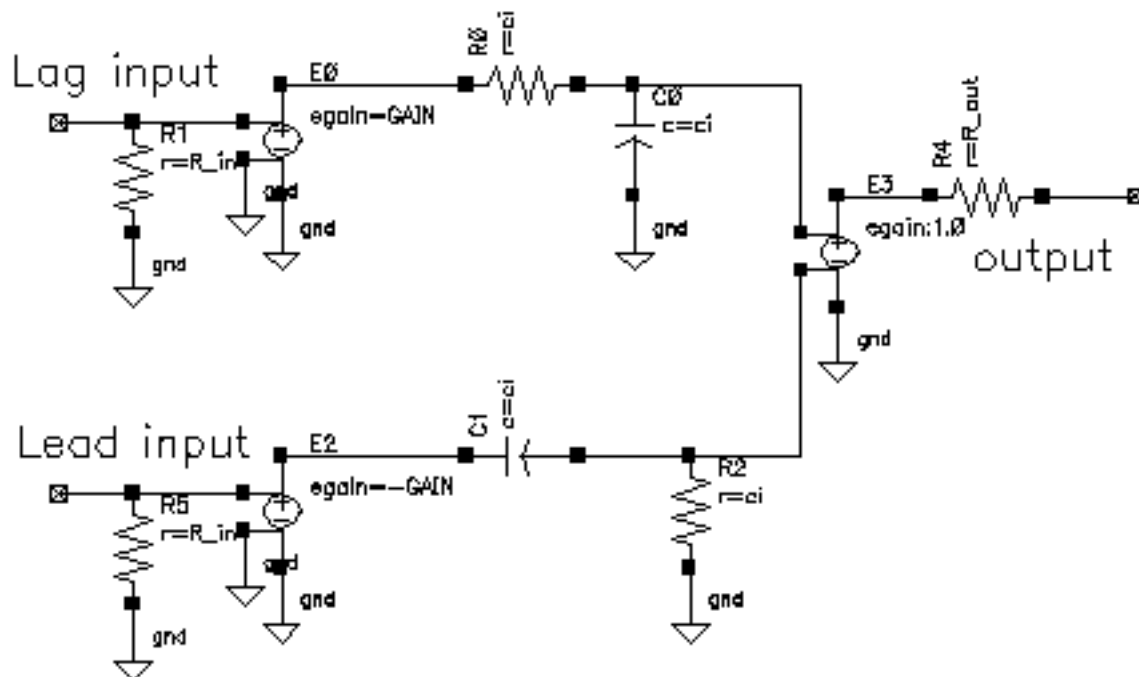 Lag input
R1
r=R_in
gnd
E0
egain=GAIN
gnd
gnd
R0
r=ci
C0
c=ci
gnd
E3
egain:1.0
gnd
R4
r=R_out
output
Lead input
R5
r=R_in
gnd
E2
egain=-GAIN
gnd
gnd
C1
c=ci
R2
r=ci
gnd